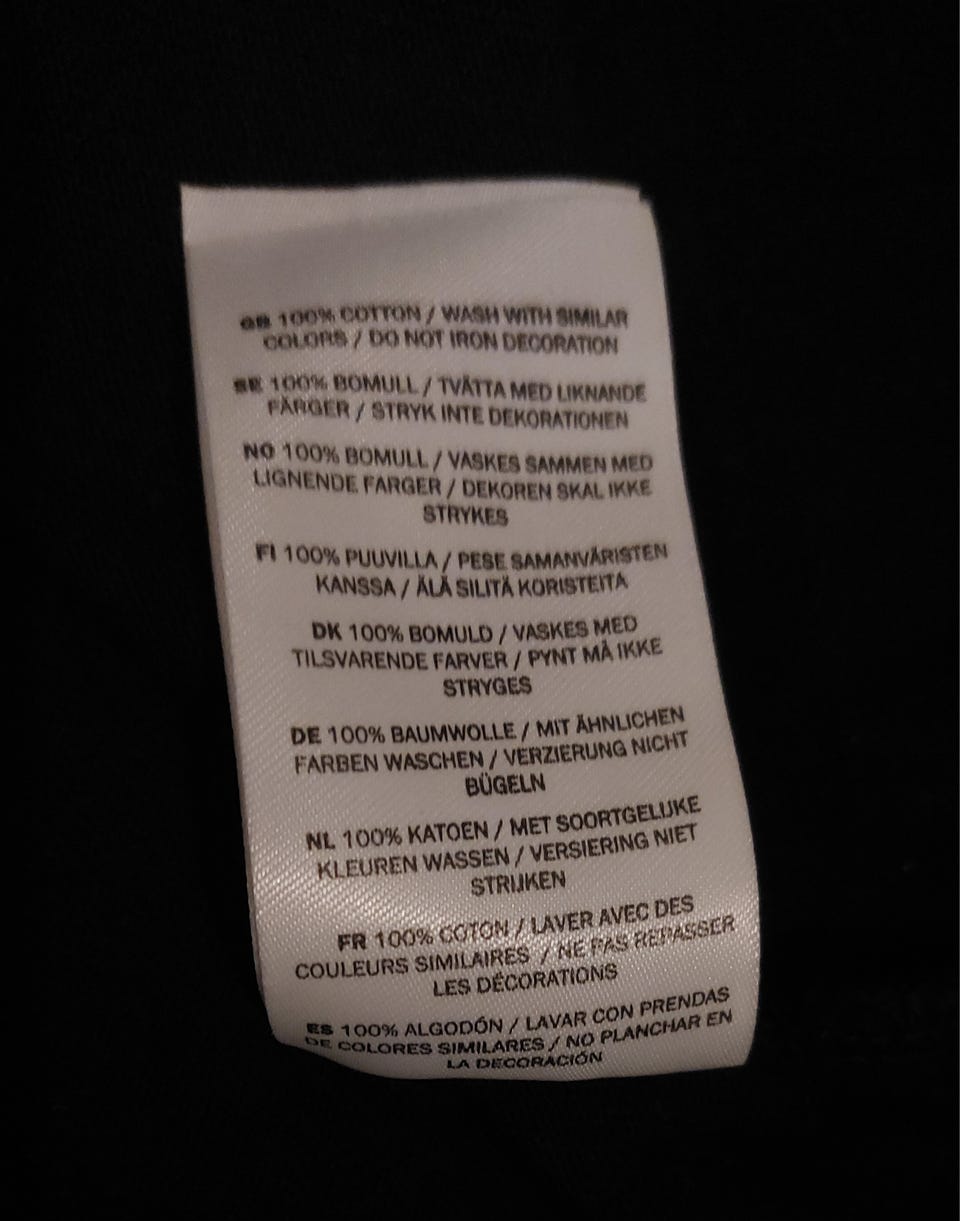 GB 100% COTTON / WASH WITH SIMILAR
COLORS / DO NOT IRON DECORATION
SE 100% BOMULL / TVÄTTA MED LIKNANDE
FÄRGER / STRYK INTE DEKORATIONEN
NO 100% BOMULL / VASKES SAMMEN MED
LIGNENDE FARGER / DEKOREN SKAL IKKE
STRYKES
FI 100% PUUVILLA / PESE SAMANVÄRISTEN
KANSSA / ÄLÄ SILITÄ KORISTEITA
DK 100% BOMULD / VASKES MED
TILSVARENDE FARVER / PYNT MÅ IKKE
STRYGES
DE 100% BAUMWOLLE / MIT ÄHNLICHEN
FARBEN WASCHEN / VERZIERUNG NICHT
BÜGELN
NL 100% KATOEN / MET SOORTGELIJKE
KLEUREN WASSEN / VERSIERING NIET
STRIJKEN
FR 100% COTON / LAVER AVEC DES
COULEURS SIMILAIRES / NE PAS REPASSER
LES DÉCORATIONS
ES 100% ALGODÓN / LAVAR CON PRENDAS
DE COLORES SIMILARES / NO PLANCHAR EN
LA DECORACIÓN